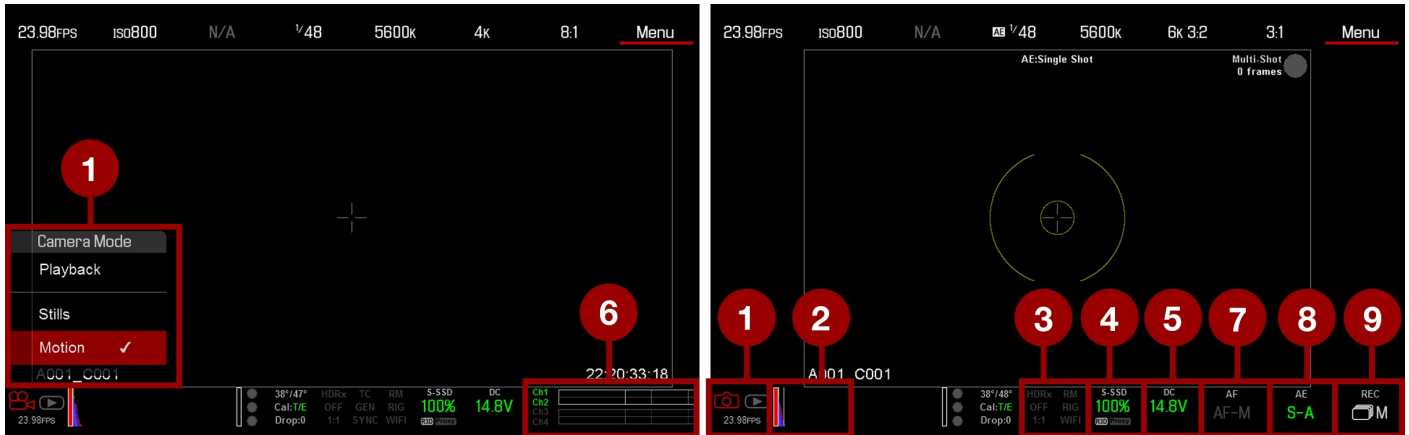 23.98FPS ISO800 N/A 1/48 5600K 4K 8:1 Menu
1
Camera Mode
Playback
Stills
Motion ✓
6
A001_C001 22:20:33:18
38°/47° HDRx TC RM S-SSD DC Ch1
Cal:T/E OFF GEN RIG 100% 14.8V Ch2
Ch3
23.98FPS Drop:0 1:1 SYNC WIFI R3D Proxy Ch4
23.98FPS ISO800 N/A AE 1/48 5600K 6K 3:2 3:1 Menu
AE:Single Shot Multi-Shot
0 frames
1 2 3 4 5 7 8 9
A001_C001
38°/47° HDRx RM S-SSD DC AF AE REC
Cal:T/E OFF RIG 100% 14.8V AF-M S-A M
23.98FPS Drop:0 1:1 WIFI R3D Proxy